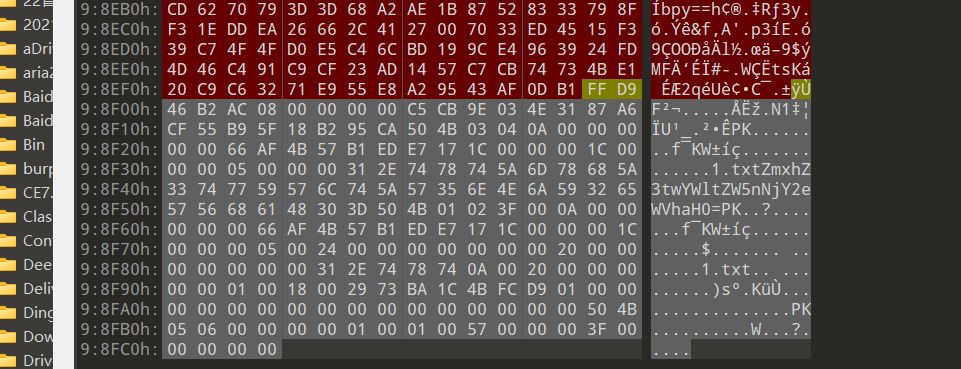 22
9:8EB0h: CD 62 70 79 3D 3D 68 A2 AE 1B 87 52 83 33 79 8F Íbpy==h¢®.‡Rƒ3y.
2021 9:8EC0h: F3 1E DD EA 26 66 2C 41 27 00 70 33 ED 45 15 F3 ó.Ýê&f,A'.p3íE.ó
aDriv 9:8ED0h: 39 C7 4F 4F D0 E5 C4 6C BD 19 9C E4 96 39 24 FD 9ÇOOÐåÄl½.œä–9$ý
aria2 9:8EE0h: 4D 46 C4 91 C9 CF 23 AD 14 57 C7 CB 74 73 4B E1 MFÄ‘ÉÏ#-.WÇËtsKá
Baid 9:8EF0h: 20 C9 C6 32 71 E9 55 E8 A2 95 43 AF 0D B1 FF D9 ÉÆ2qéUè¢•C¯.±ÿÙ
Baid 9:8F00h: 46 B2 AC 08 00 00 00 00 C5 CB 9E 03 4E 31 87 A6 F²¬.....ÅËž.N1‡¦
Bin 9:8F10h: CF 55 B9 5F 18 B2 95 CA 50 4B 03 04 0A 00 00 00 ÏU¹_.²•ÊPK......
burp 9:8F20h: 00 00 66 AF 4B 57 B1 ED E7 17 1C 00 00 00 1C 00 ..f¯KW±íç.......
CE7. 9:8F30h: 00 00 05 00 00 00 31 2E 74 78 74 5A 6D 78 68 5A ......1.txtZmxhZ
9:8F40h: 33 74 77 59 57 6C 74 5A 57 35 6E 4E 6A 59 32 65 3twYWltZW5nNjY2e
Clas 9:8F50h: 57 56 68 61 48 30 3D 50 4B 01 02 3F 00 0A 00 00 WVhaH0=PK..?....
Con 9:8F60h: 00 66 AF 4B 57 B1 ED E7 17 1C 00 00 00 1C 00 00 ...f¯KW±íç.......
9:8F70h: 00 05 00 24 00 00 00 00 00 00 00 20 00 00 00 ....$....... ...
Dee 9:8F80h: 00 00 00 00 31 2E 74 78 74 0A 00 20 00 00 00 ......1.txt.. ....
Deliv 9:8F90h: 00 00 01 00 18 00 29 73 BA 1C 4B FC D9 01 00 00 .......)sº.KüÙ...
Ding 9:8FA0h: 00 00 00 00 00 00 00 00 00 00 00 00 00 00 50 4B ..............PK
Dow 9:8FB0h: 05 06 00 00 00 00 01 00 01 00 57 00 00 00 3F 00 ..........W...?.
Driv 9:8FC0h: 00 00 00 00 ....